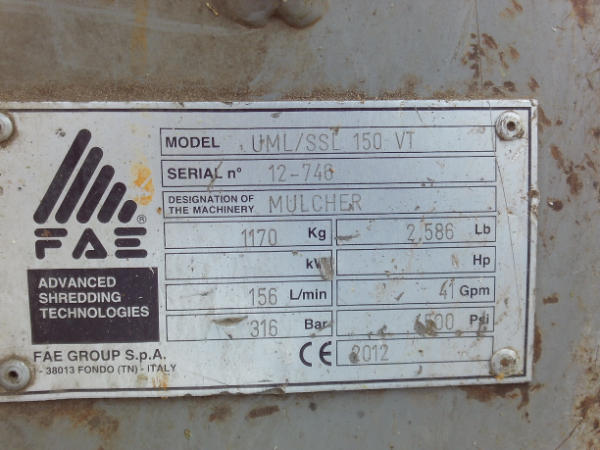 MODEL UML/SSL 150 VT
SERIAL n° 12-746
DESIGNATION OF
THE MACHINERY MULCHER
1170 Kg 2,586 Lb
kW Hp
156 L/min 41 Gpm
316 Bar Psi
CE 2012
FAE®
ADVANCED
SHREDDING
TECHNOLOGIES
FAE GROUP S.p.A.
- 38013 FONDO (TN) - ITALY